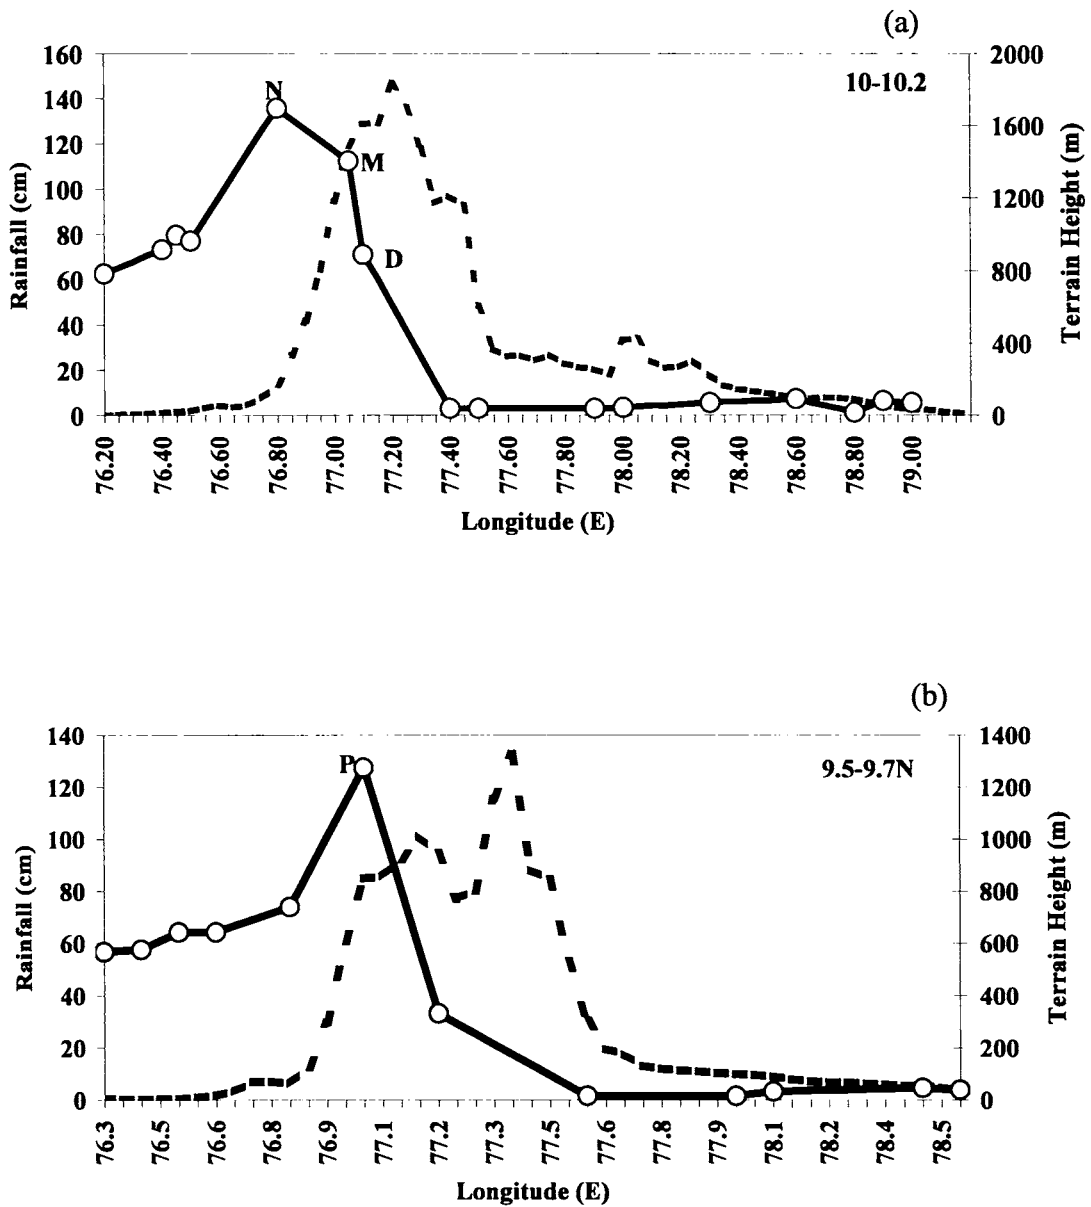 (a)
160
140
120
100
80
60
40
20
0
Rainfall (cm)
2000
1600
1200
800
400
0
Terrain Height (m)
10-10.2
N
M
D
76.20 76.40 76.60 76.80 77.00 77.20 77.40 77.60 78.00 78.20 78.40 78.60 78.80 79.00
Longitude (E)
(b)
140
120
100
80
60
40
20
0
Rainfall (cm)
1400
1200
1000
800
600
400
200
0
Terrain Height (m)
9.5-9.7N
P
76.3 76.5 76.6 76.8 76.9 77.1 77.2 77.3 77.5 77.6 77.8 77.9 78.1 78.2 78.4 78.5
Longitude (E)